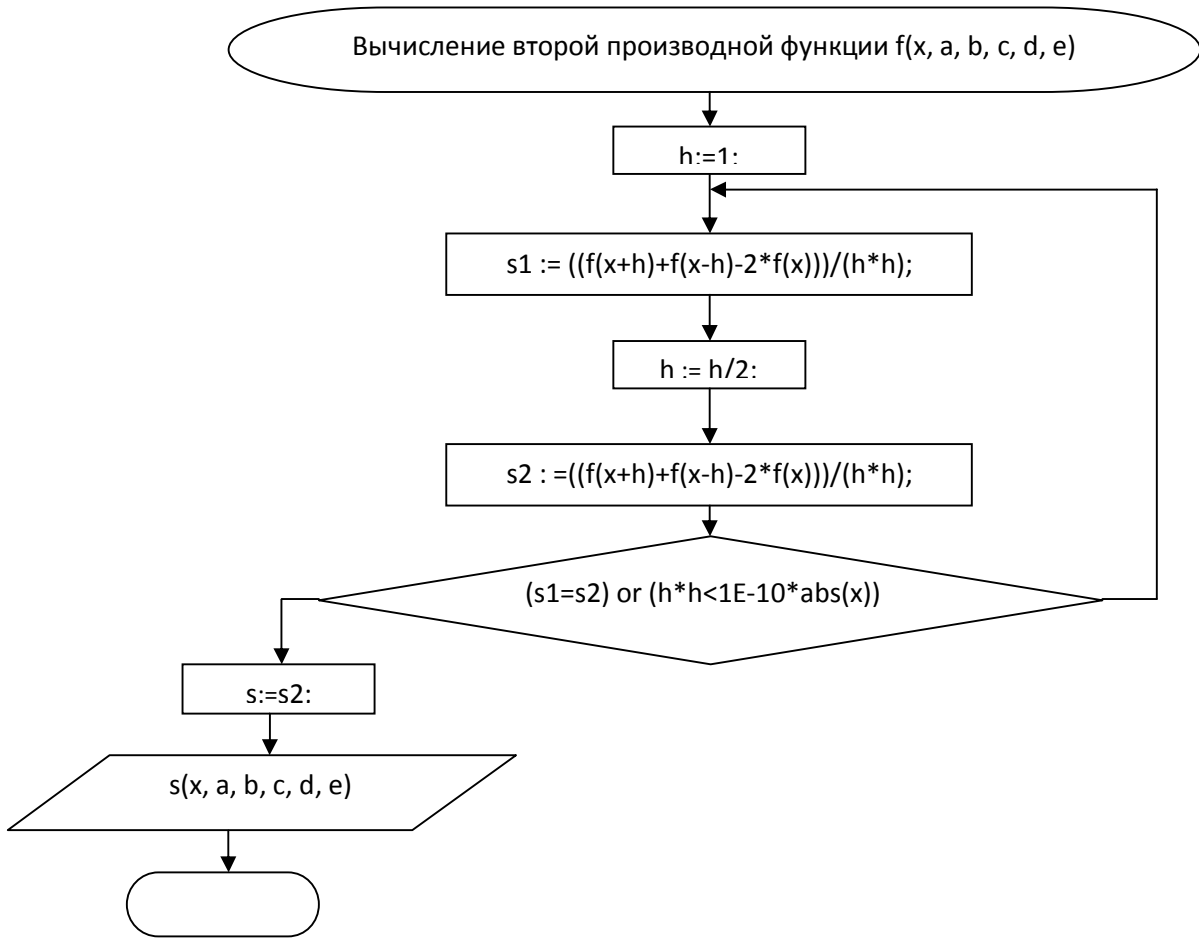 Вычисление второй производной функции f(x, a, b, c, d, e)
h:=1;
s1 := ((f(x+h)+f(x-h)-2*f(x)))/(h*h);
h := h/2;
s2 : =((f(x+h)+f(x-h)-2*f(x)))/(h*h);
(s1=s2) or (h*h<1E-10*abs(x))
s:=s2;
s(x, a, b, c, d, e)